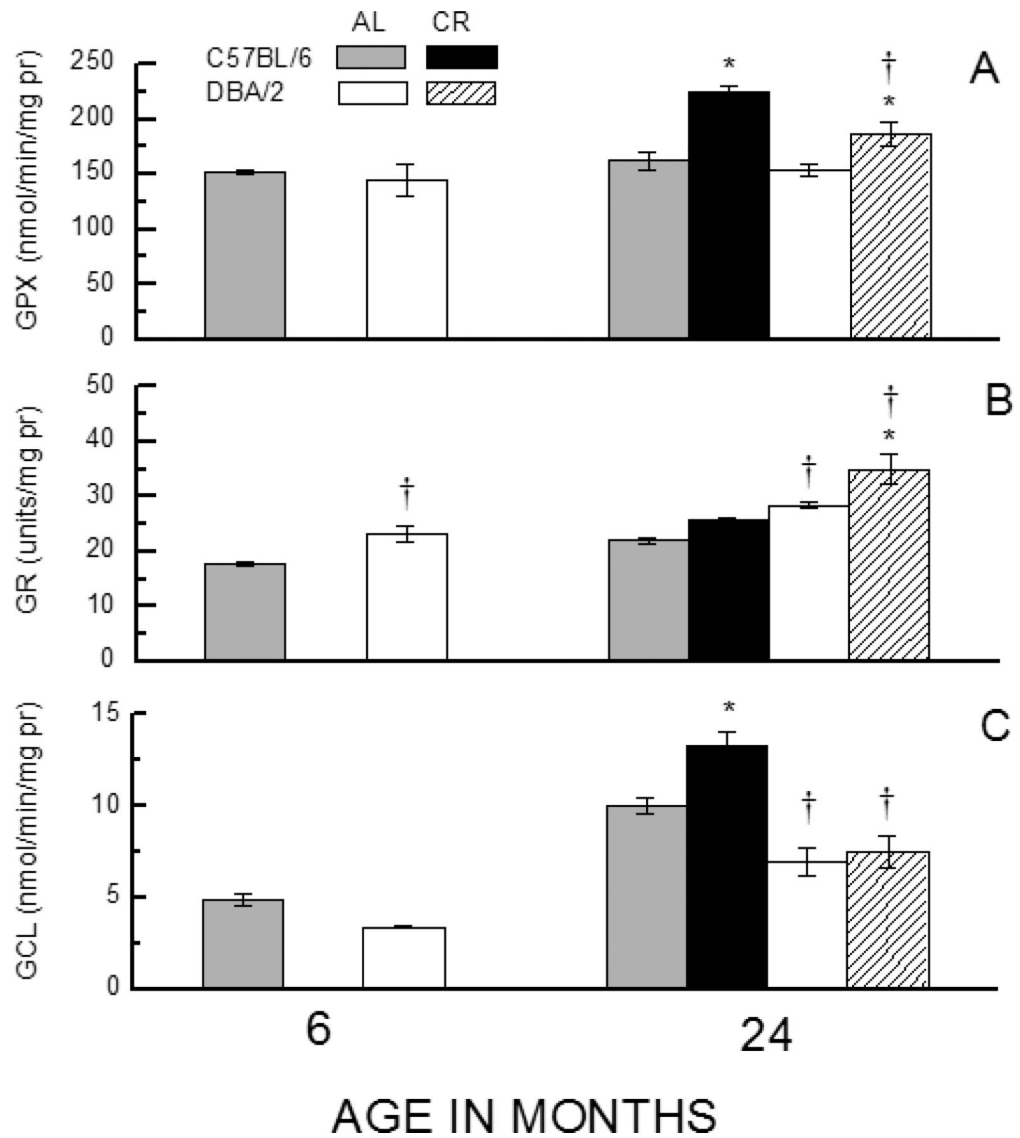 AL CR
C57BL/6
DBA/2
A
GPX (nmol/min/mg pr)
250
200
150
100
50
0
*
†
*
B
GR (units/mg pr)
50
40
30
20
10
0
†
†
†
*
C
GCL (nmol/min/mg pr)
15
10
5
0
*
†
†
6 24
AGE IN MONTHS